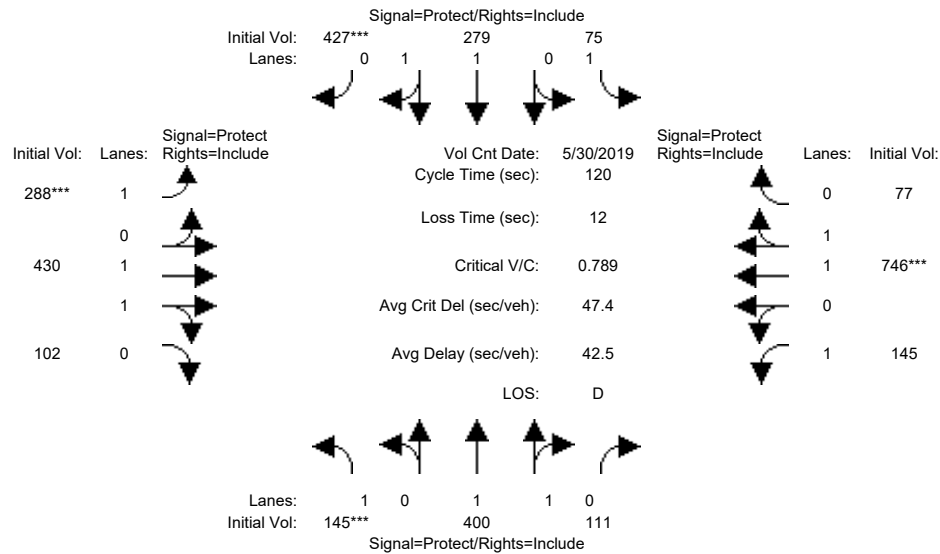 Signal=Protect/Rights=Include
Initial Vol: 427*** 279 75
Lanes: 0 1 1 0 1
Signal=Protect Signal=Protect
Initial Vol: Lanes: Rights=Include Vol Cnt Date: 5/30/2019 Rights=Include Lanes: Initial Vol:
Cycle Time (sec): 120
288*** 1 0 77
Loss Time (sec): 12
0 1
430 1 Critical V/C: 0.789 1 746***
1 Avg Crit Del (sec/veh): 47.4 0
102 0 Avg Delay (sec/veh): 42.5 1 145
LOS: D
Lanes: 1 0 1 1 0
Initial Vol: 145*** 400 111
Signal=Protect/Rights=Include